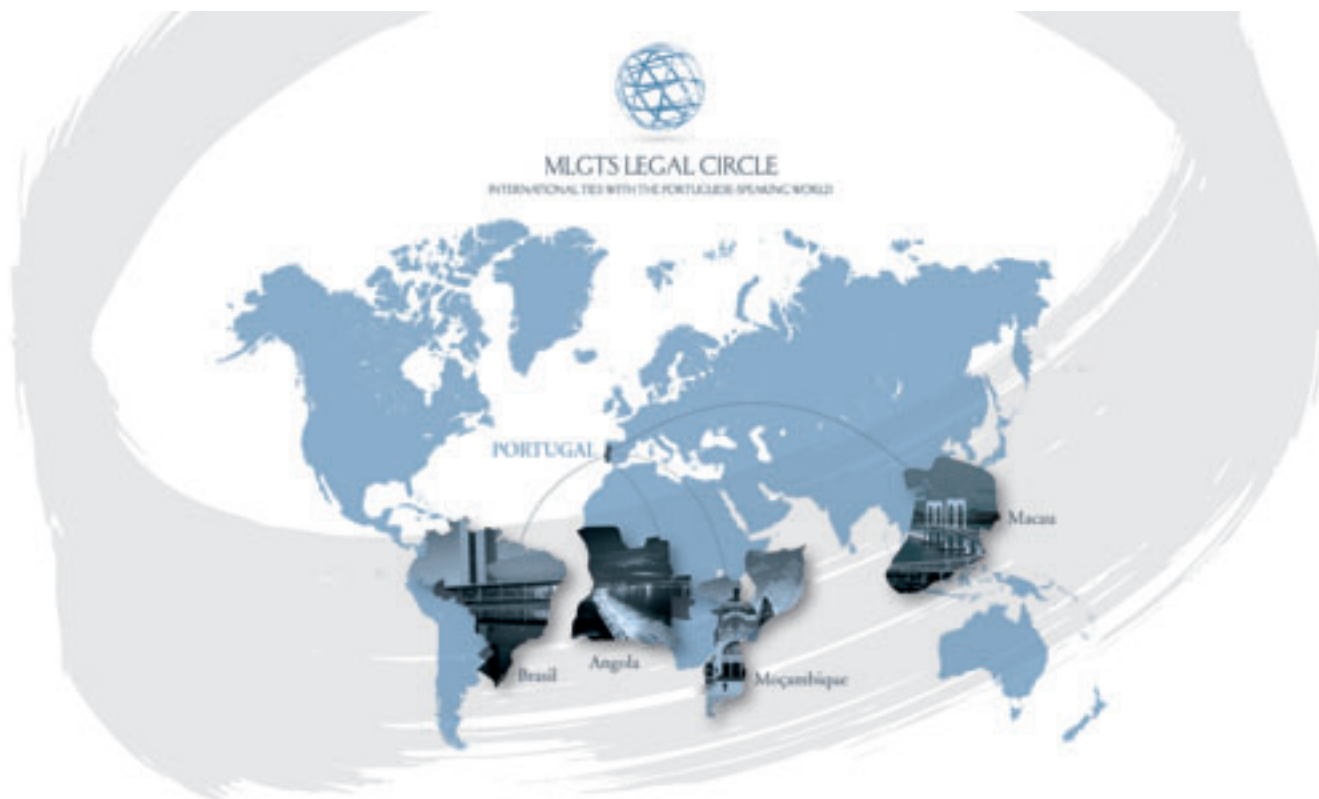 MLGTS LEGAL CIRCLE
INTERNATIONAL TIES WITH THE PORTUGUESE-SPEAKING WORLD
PORTUGAL
Macau
Angola
Brasil
Moçambique